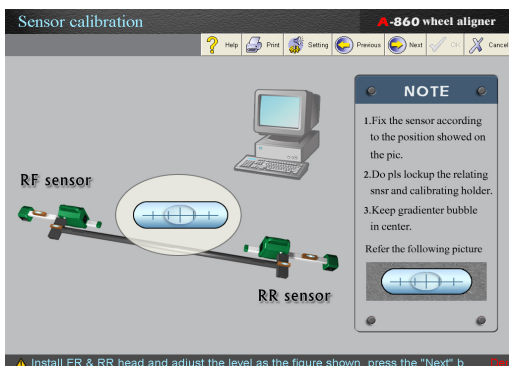 Sensor calibration
A-860 wheel aligner
Help Print Setting Previous Next OK Cancel
NOTE
1.Fix the sensor according
to the position showed on
the pic.
2.Do pls lockup the relating
snsr and calibrating holder.
3.Keep gradienter bubble
in center.
Refer the following picture
RF sensor
RR sensor
Install FR & RR head and adjust the level as the figure shown, press the "Next" b